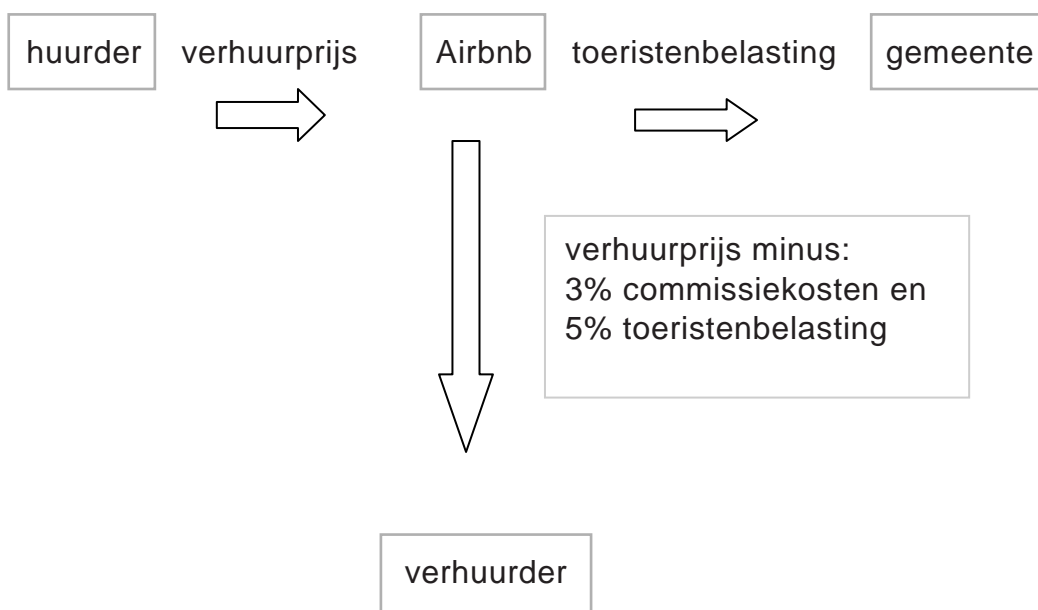 huurder verhuurprijs Airbnb toeristenbelasting gemeente
verhuurprijs minus:
3% commissiekosten en
5% toeristenbelasting
verhuurder